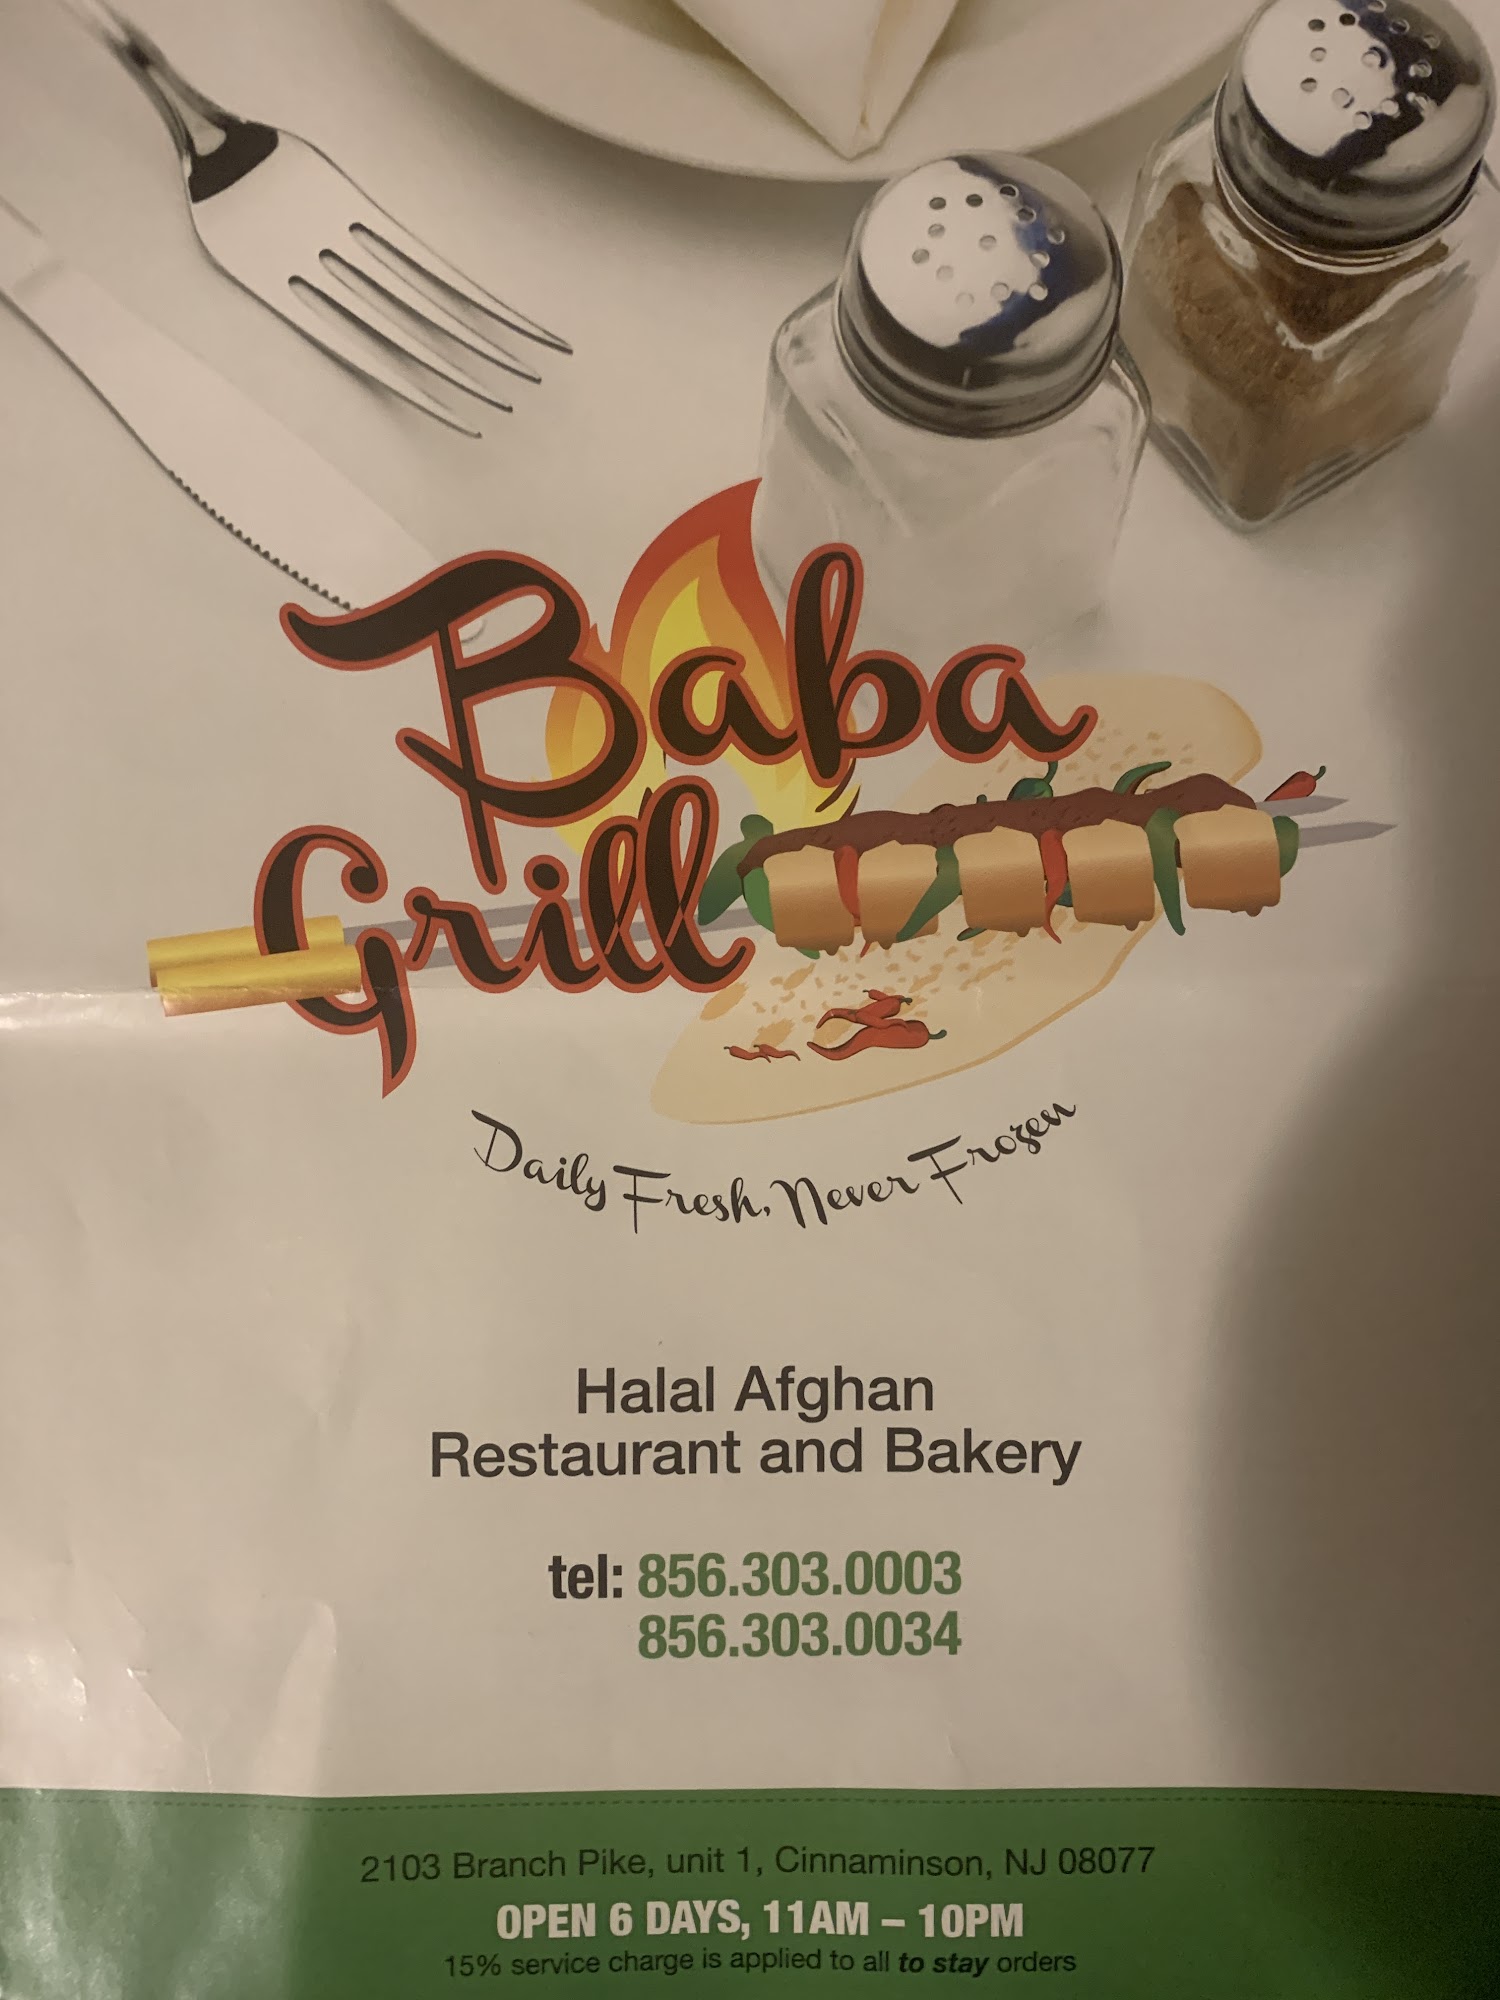 Baba
Grill
Daily Fresh, Never Frozen
Halal Afghan
Restaurant and Bakery
tel: 856.303.0003
856.303.0034
2103 Branch Pike, unit 1, Cinnaminson, NJ 08077
OPEN 6 DAYS, 11AM – 10PM
15% service charge is applied to all to stay orders